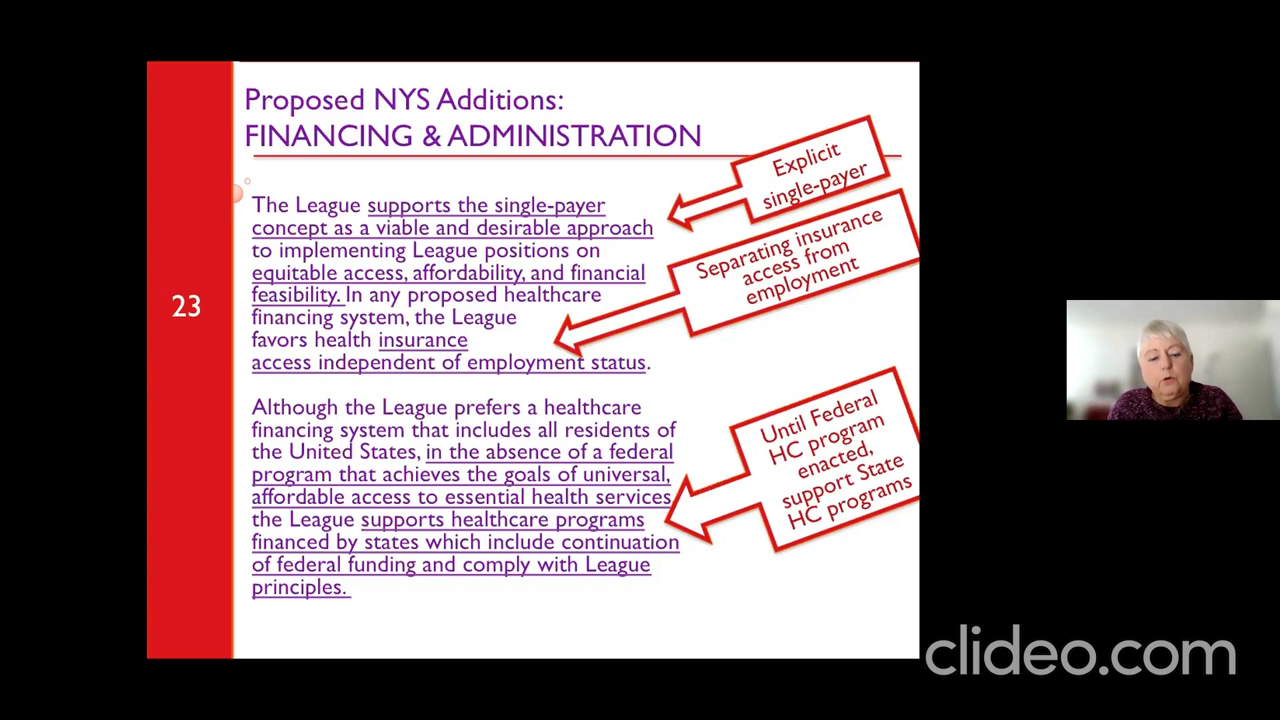 Proposed NYS Additions:
FINANCING & ADMINISTRATION
23
The League supports the single-payer
concept as a viable and desirable approach
to implementing League positions on
equitable access, affordability, and financial
feasibility. In any proposed healthcare
financing system, the League
favors health insurance
access independent of employment status.
Although the League prefers a healthcare
financing system that includes all residents of
the United States, in the absence of a federal
program that achieves the goals of universal,
affordable access to essential health services
the League supports healthcare programs
financed by states which include continuation
of federal funding and comply with League
principles.
Explicit
single-payer
Separating insurance
access from
employment
Until Federal
HC program
enacted,
support State
HC programs
clideo.com